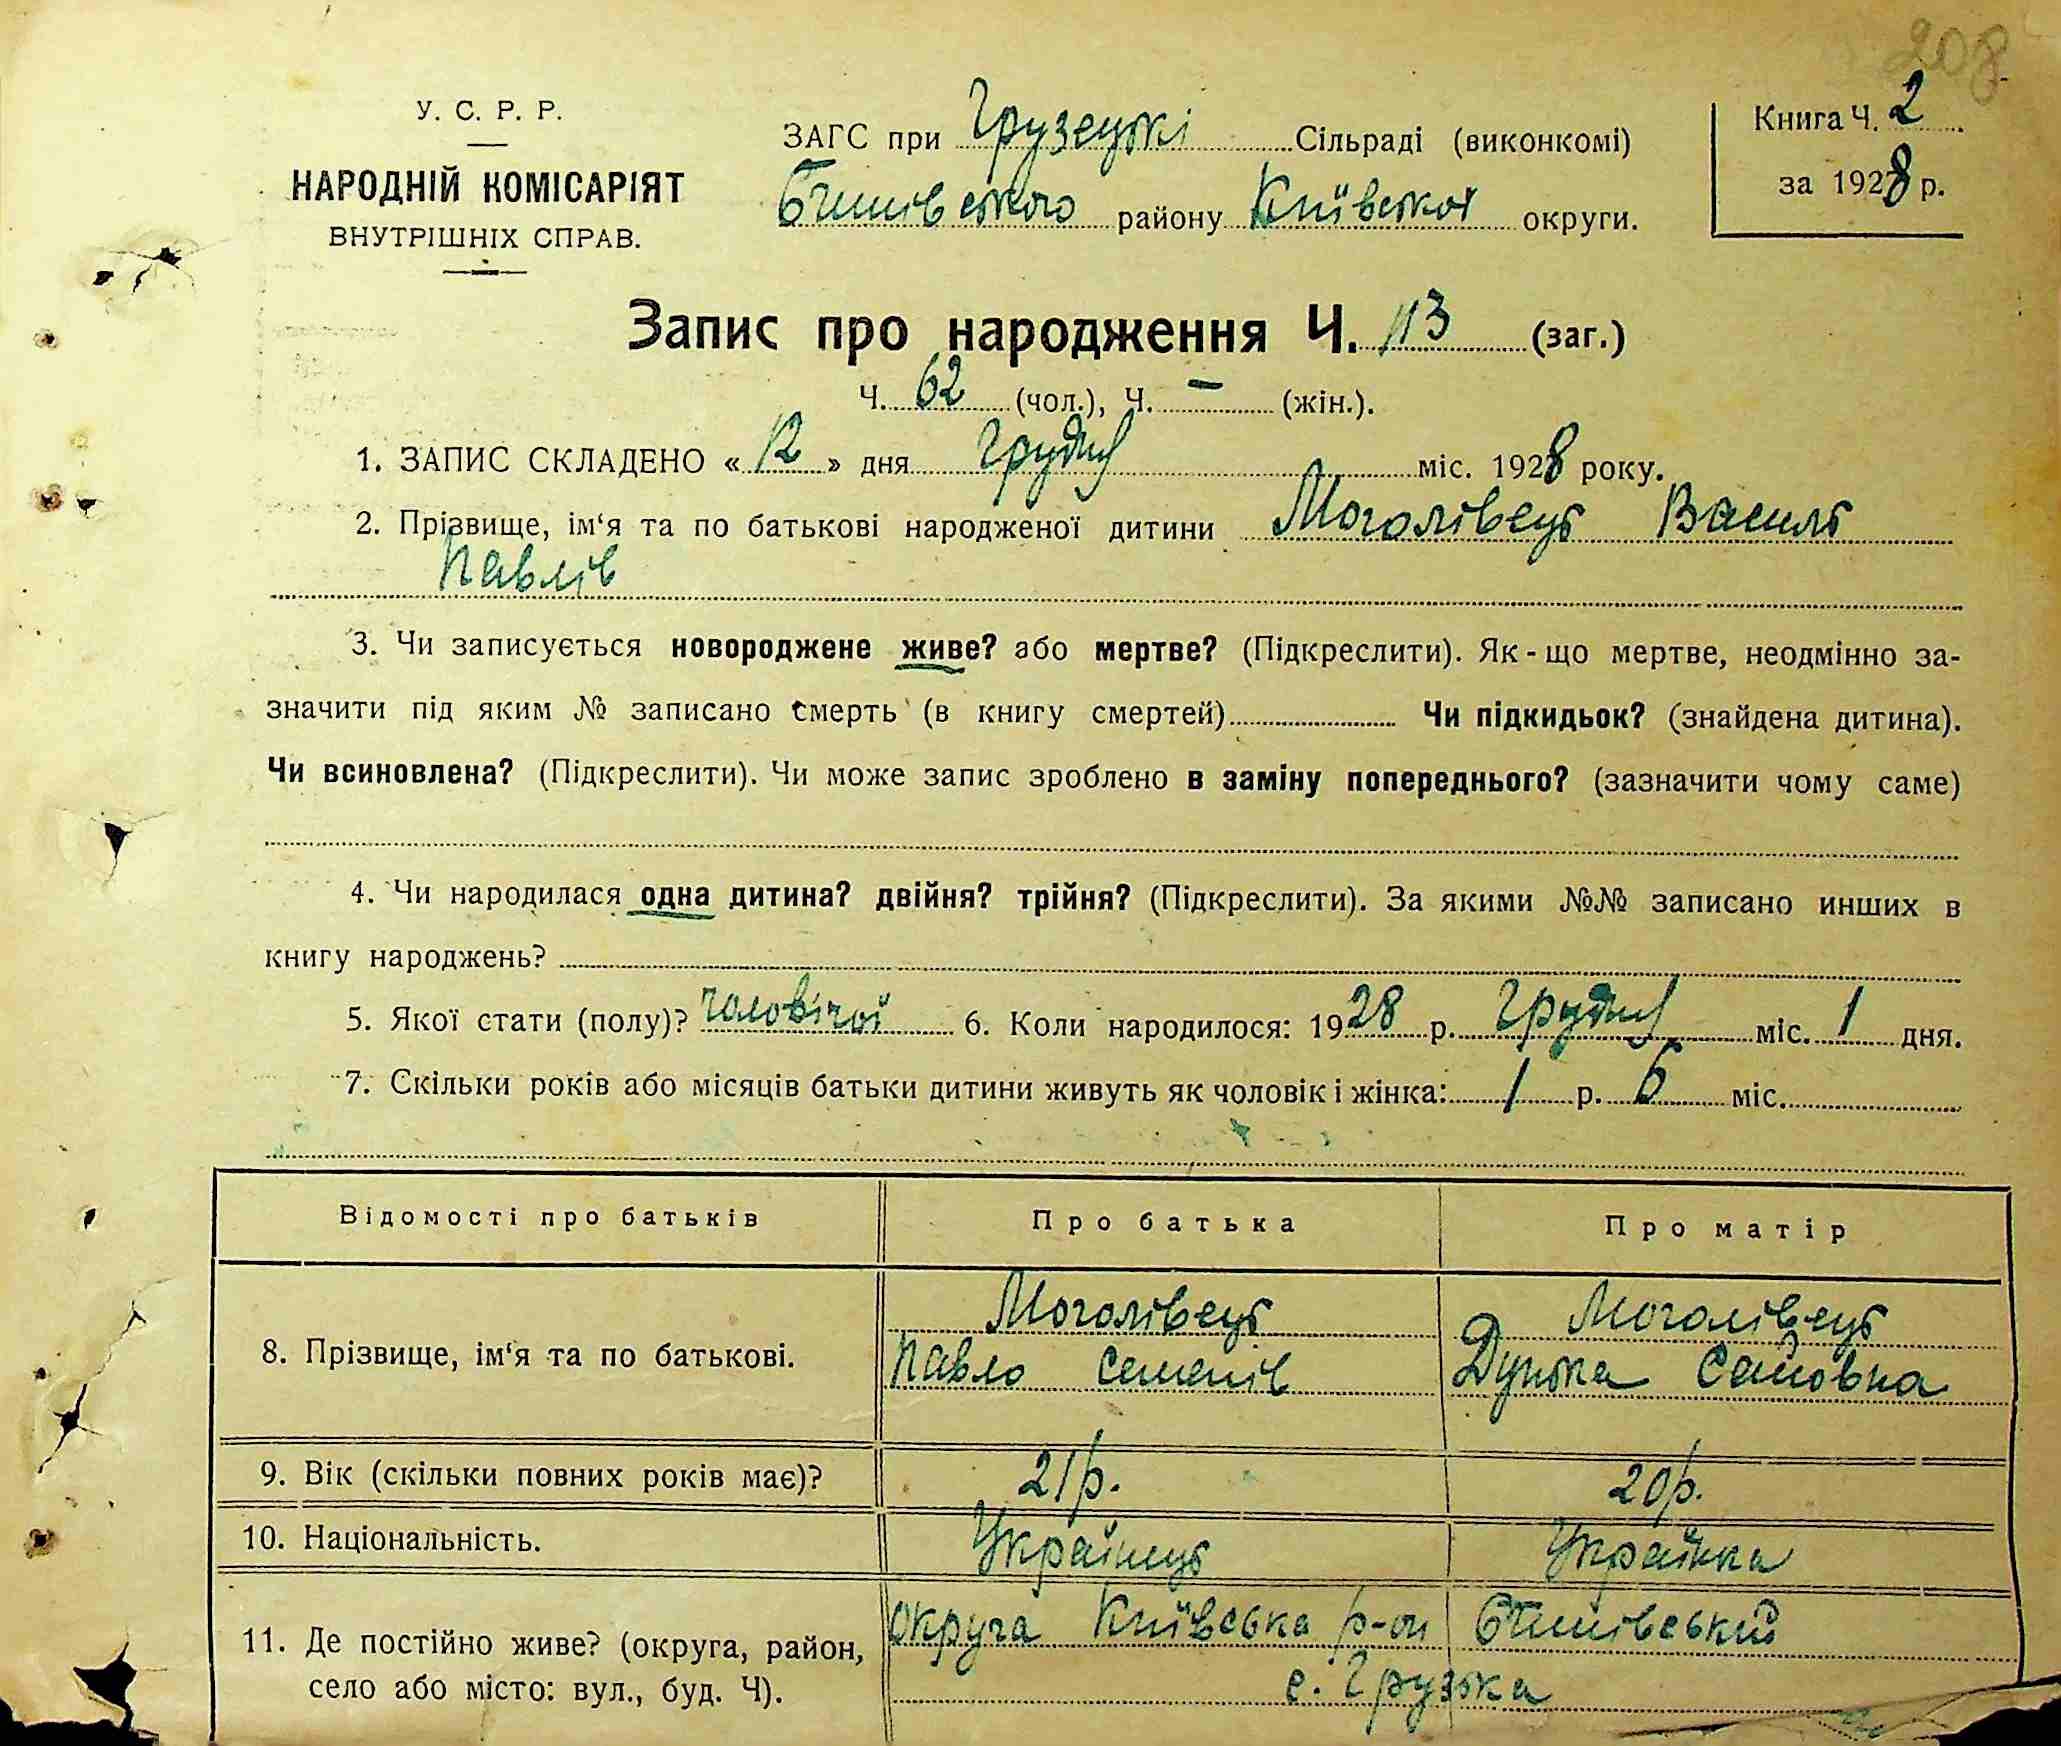 208
У. С. Р. Р.
НАРОДНІЙ КОМІСАРІЯТ
ВНУТРІШНІХ СПРАВ.
ЗАГС при Грузецькі Сільраді (виконкомі)
Бишівського району Київської округи.
Книга Ч. 2
за 1928 р.
Запис про народження Ч. 113 (заг.)
Ч. 62 (чол.), Ч. — (жін.).
1. ЗАПИС СКЛАДЕНО « 12 » дня Грудня міс. 1928 року.
2. Прізвище, ім‘я та по батькові народженої дитини Моголівець Василь
Павлів
3. Чи записується новороджене живе? або мертве? (Підкреслити). Як-що мертве, неодмінно за-
значити під яким № записано смерть (в книгу смертей) Чи підкидьок? (знайдена дитина).
Чи всиновлена? (Підкреслити). Чи може запис зроблено в заміну попереднього? (зазначити чому саме)
4. Чи народилася одна дитина? двійня? трійня? (Підкреслити). За якими №№ записано инших в
книгу народжень?
5. Якої стати (полу)? чоловічої 6. Коли народилося: 1928 р. Грудня міс. 1 дня.
7. Скільки років або місяців батьки дитини живуть як чоловік і жінка: 1 р. 6 міс.
Відомості про батьків Про батька Про матір
8. Прізвище, ім‘я та по батькові. Моголівець Павло Семенів Моголівець Дунька Савовна
9. Вік (скільки повних років має)? 21 р. 20 р.
10. Національність. Українець Українка
11. Де постійно живе? (округа, район, округа Київська р-он Бишівський
село або місто: вул., буд. Ч). с. Грузька